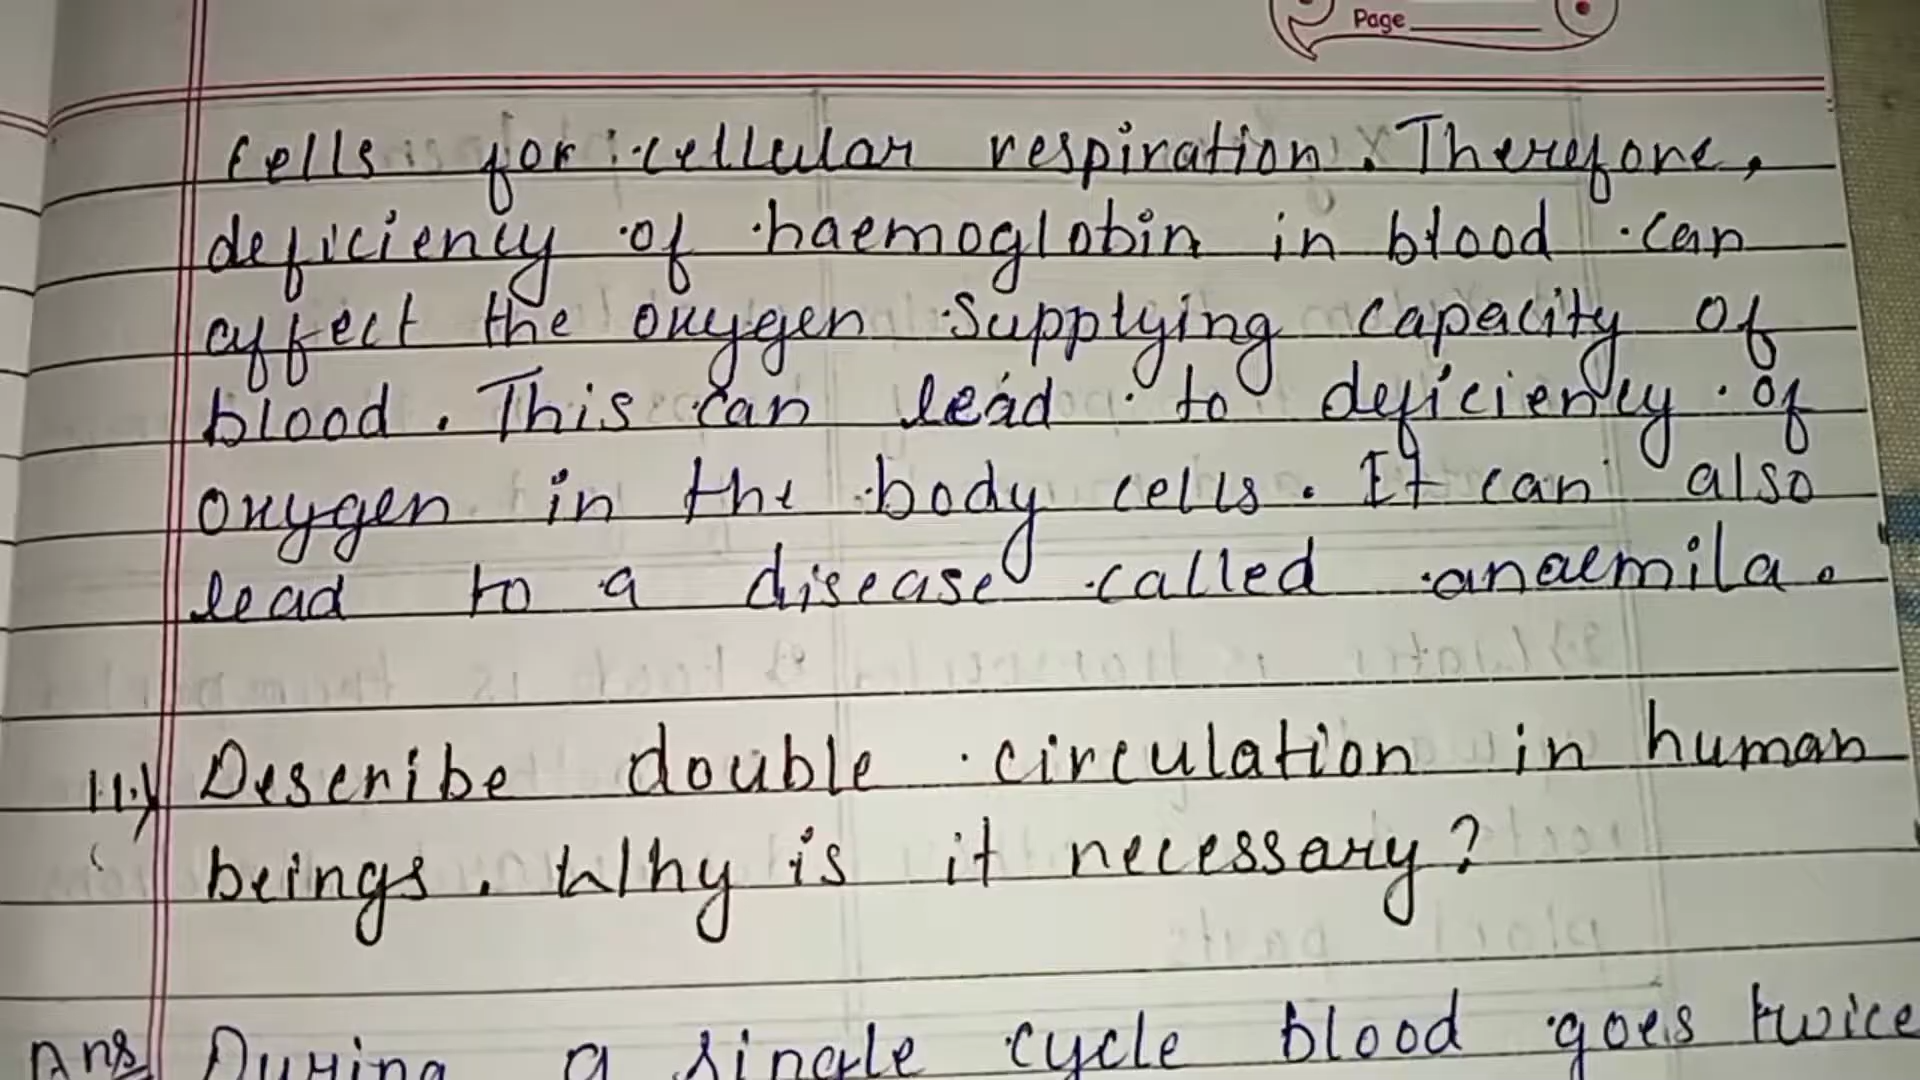 Page
cells for cellular respiration. Therefore,
deficiency of haemoglobin in blood can
affect the oxygen supplying capacity of
blood. This can lead to deficiency of
oxygen in the body cells. It can also
lead to a disease called anaemila.
11.) Describe double circulation in human
beings. Why is it necessary?
Ans During a single cycle blood goes twice